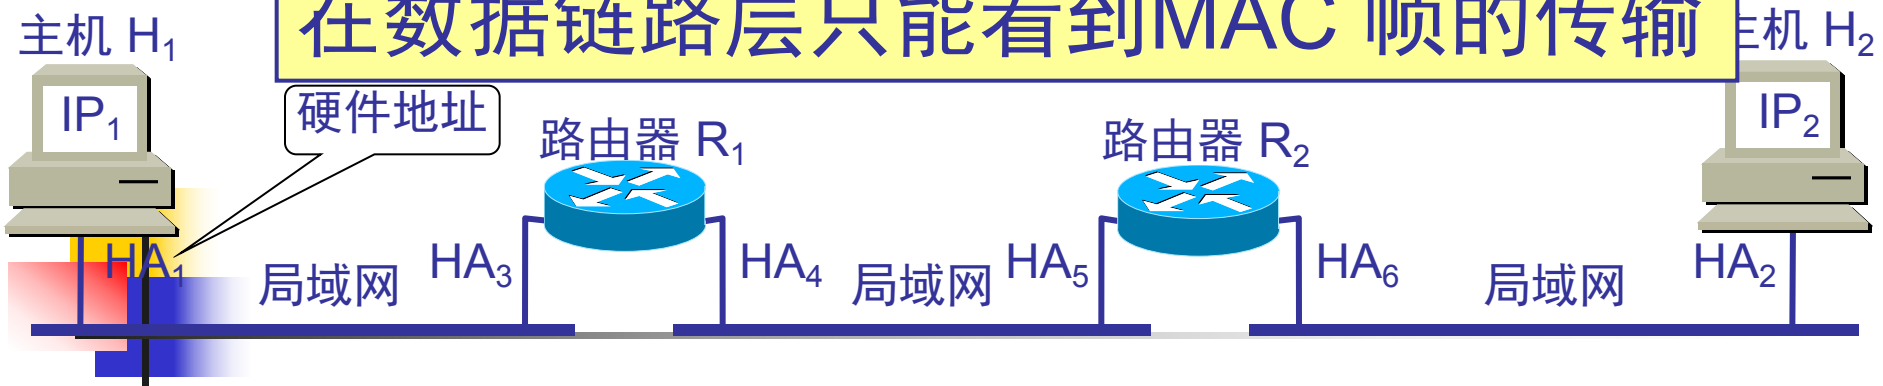 在数据链路层只能看到MAC 帧的传输
主机 H₁
主机 H₂
IP₁
硬件地址
路由器 R₁
路由器 R₂
IP₂
HA₁
局域网
HA₃
HA₄
局域网
HA₅
HA₆
局域网
HA₂